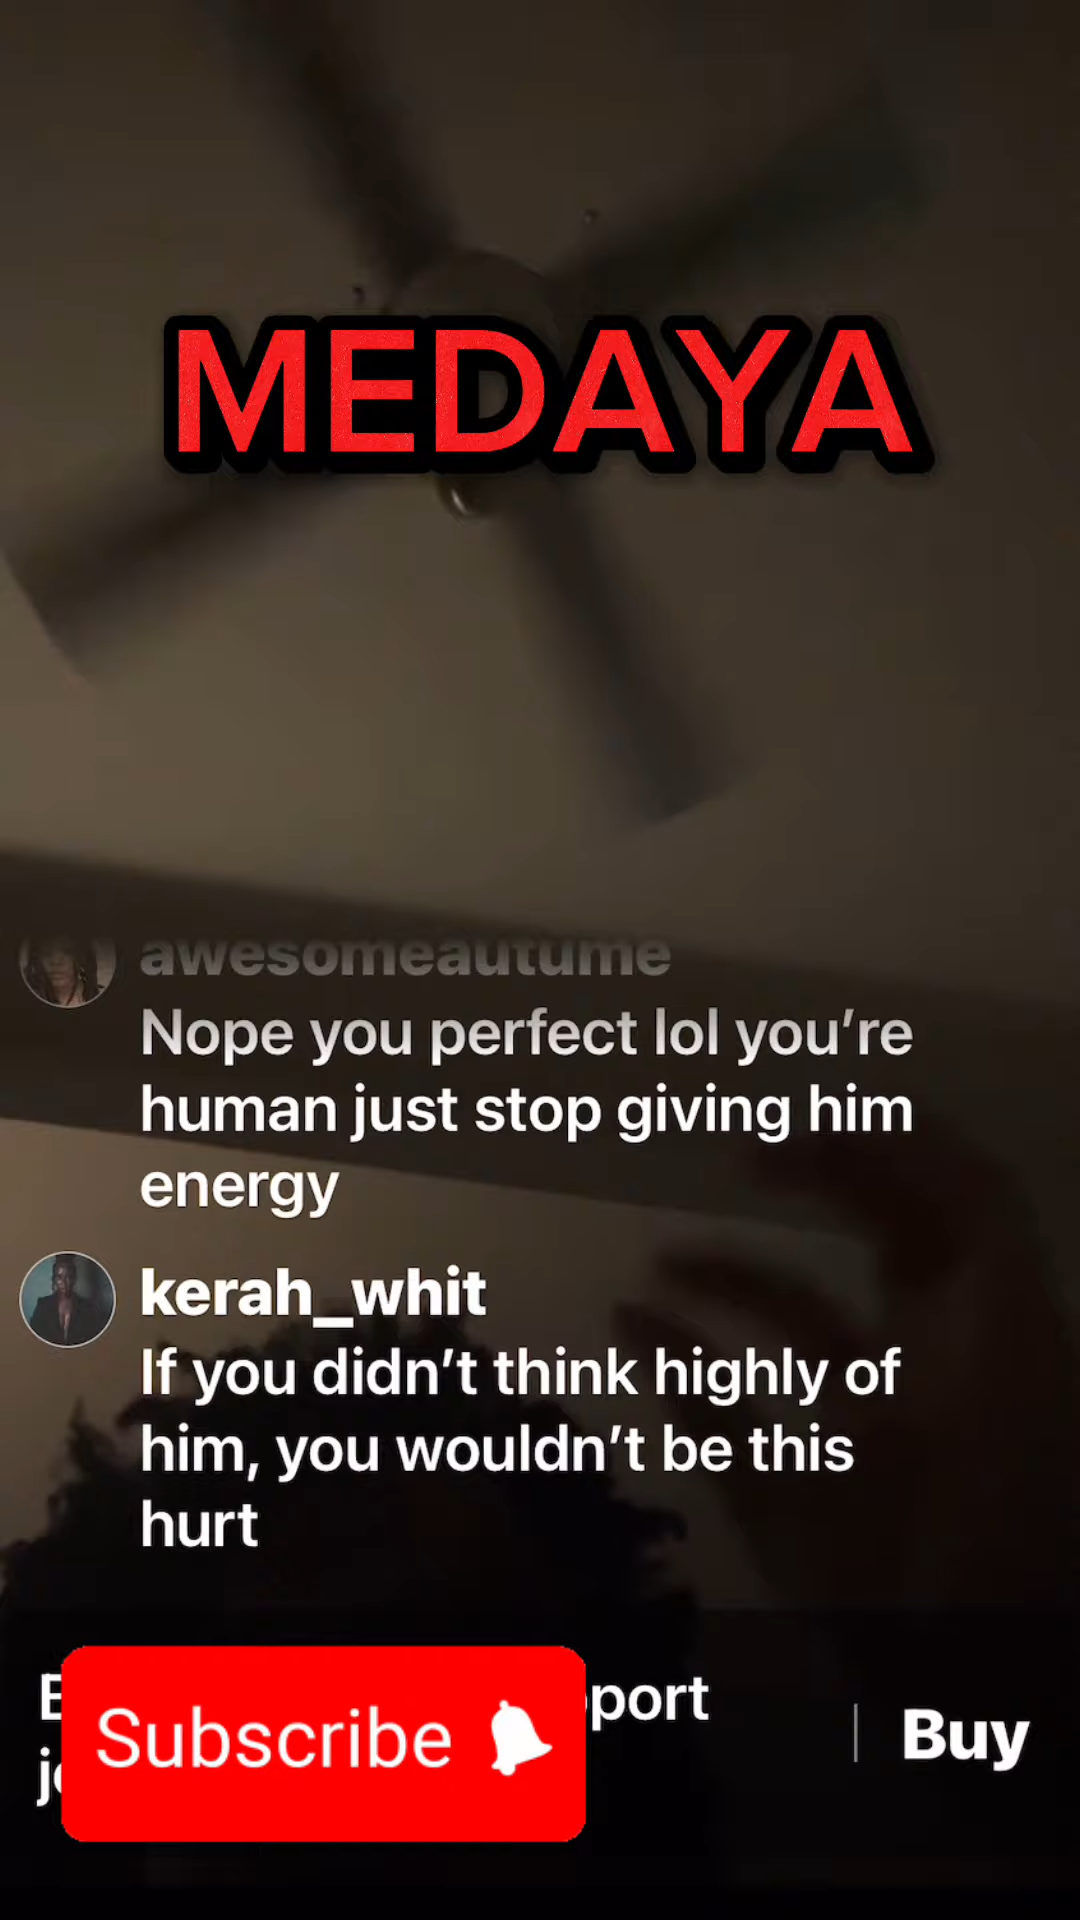 MEDAYA
awesomeautume
Nope you perfect lol you’re
human just stop giving him
energy
kerah_whit
If you didn’t think highly of
him, you wouldn’t be this
hurt
Subscribe
Buy